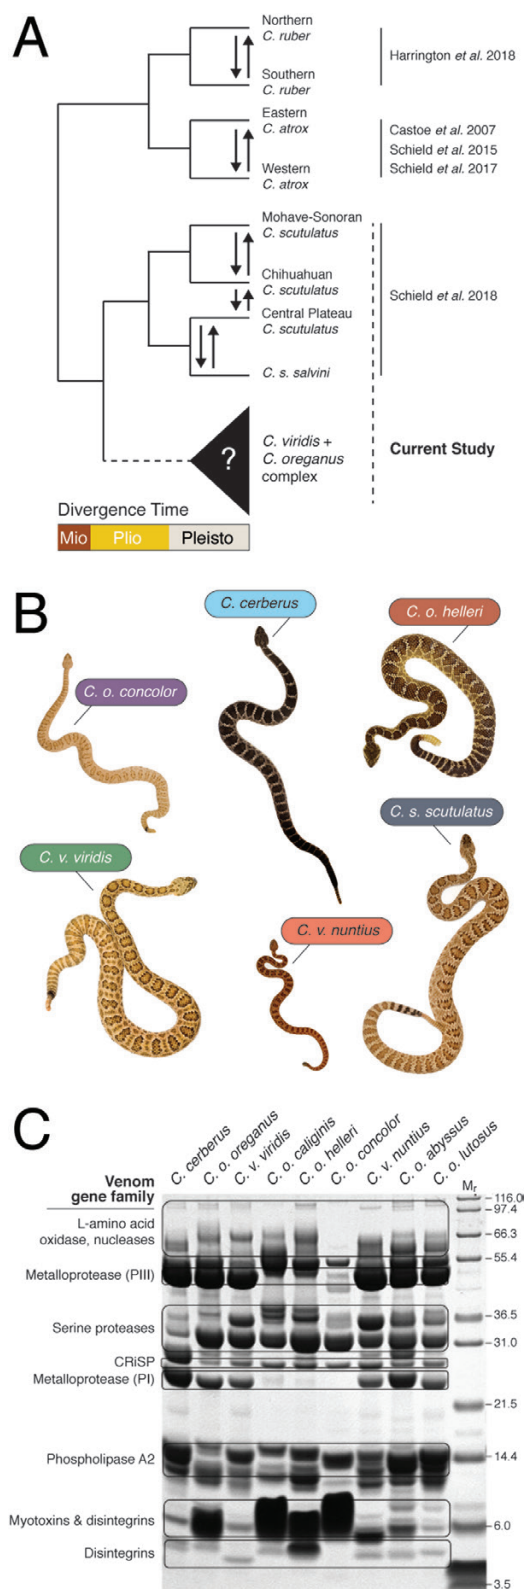 A
Northern
C. ruber
Southern
C. ruber
Harrington et al. 2018
Eastern
C. atrox
Western
C. atrox
Castoe et al. 2007
Schield et al. 2015
Schield et al. 2017
Mohave-Sonoran
C. scutulatus
Chihuahuan
C. scutulatus
Central Plateau
C. scutulatus
C. s. salvini
Schield et al. 2018
?
C. viridis +
C. oreganus
complex
Current Study
Divergence Time
Mio
Plio
Pleisto
B
C. cerberus
C. o. helleri
C. o. concolor
C. s. scutulatus
C. v. viridis
C. v. nuntius
C
C. cerberus
C. o. oreganus
C. v. viridis
C. o. caliginis
C. o. helleri
C. o. concolor
C. v. nuntius
C. o. abyssus
C. o. lutosus
Venom
gene family
Mr
L-amino acid
oxidase, nucleases
Metalloprotease (PIII)
Serine proteases
CRiSP
Metalloprotease (PI)
Phospholipase A2
Myotoxins & disintegrins
Disintegrins
116.0
97.4
66.3
55.4
36.5
31.0
21.5
14.4
6.0
3.5